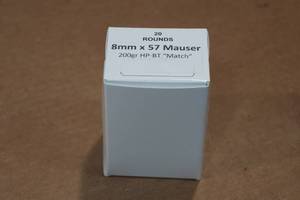 20
ROUNDS
8mm x 57 Mauser
200gr HP-BT "Match"